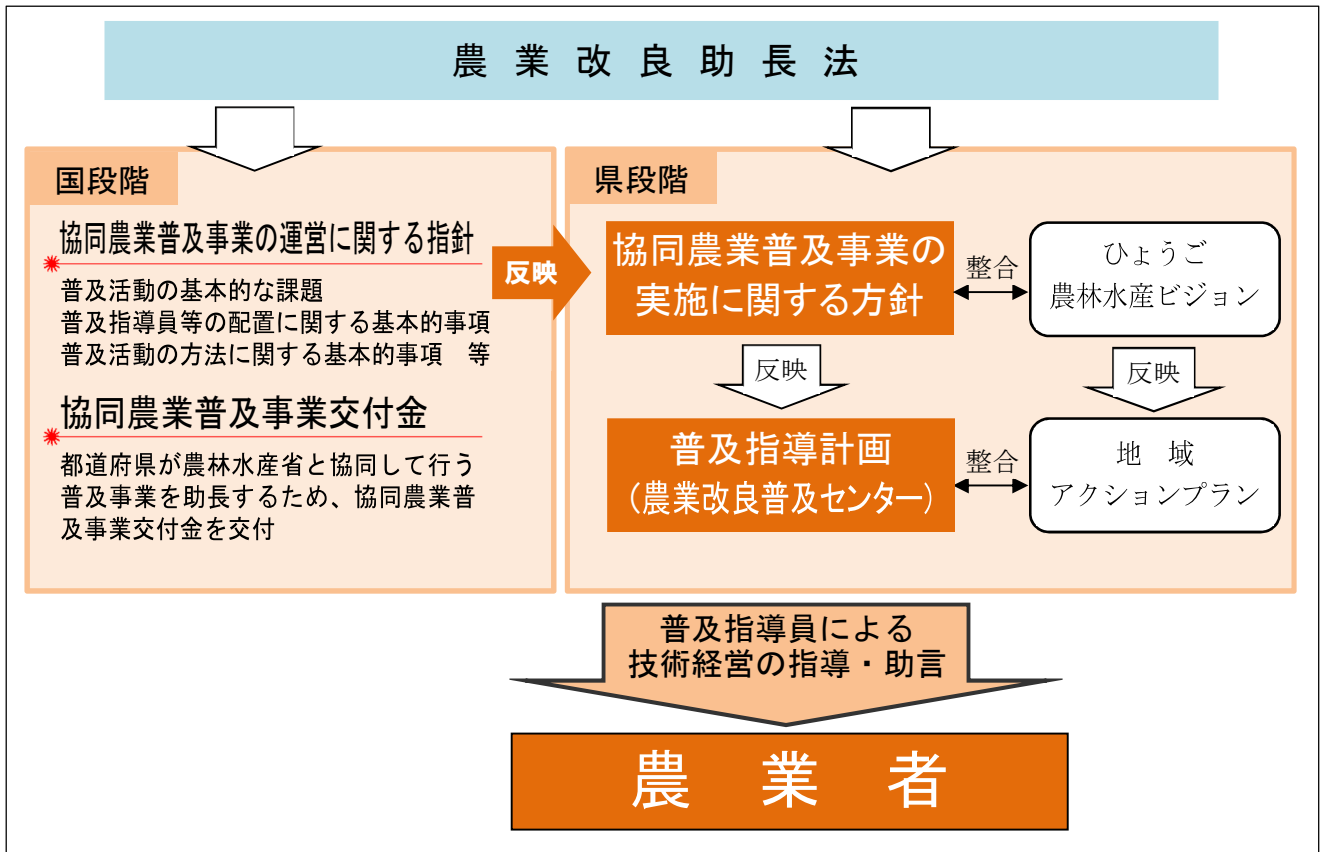 農業改良助長法
国段階
協同農業普及事業の運営に関する指針
普及活動の基本的な課題
普及指導員等の配置に関する基本的事項
普及活動の方法に関する基本的事項　等
協同農業普及事業交付金
都道府県が農林水産省と協同して行う
普及事業を助長するため、協同農業普
及事業交付金を交付
反映
県段階
協同農業普及事業の
実施に関する方針
整合
ひょうご
農林水産ビジョン
反映
反映
普及指導計画
（農業改良普及センター）
整合
地　域
アクションプラン
普及指導員による
技術経営の指導・助言
農業者